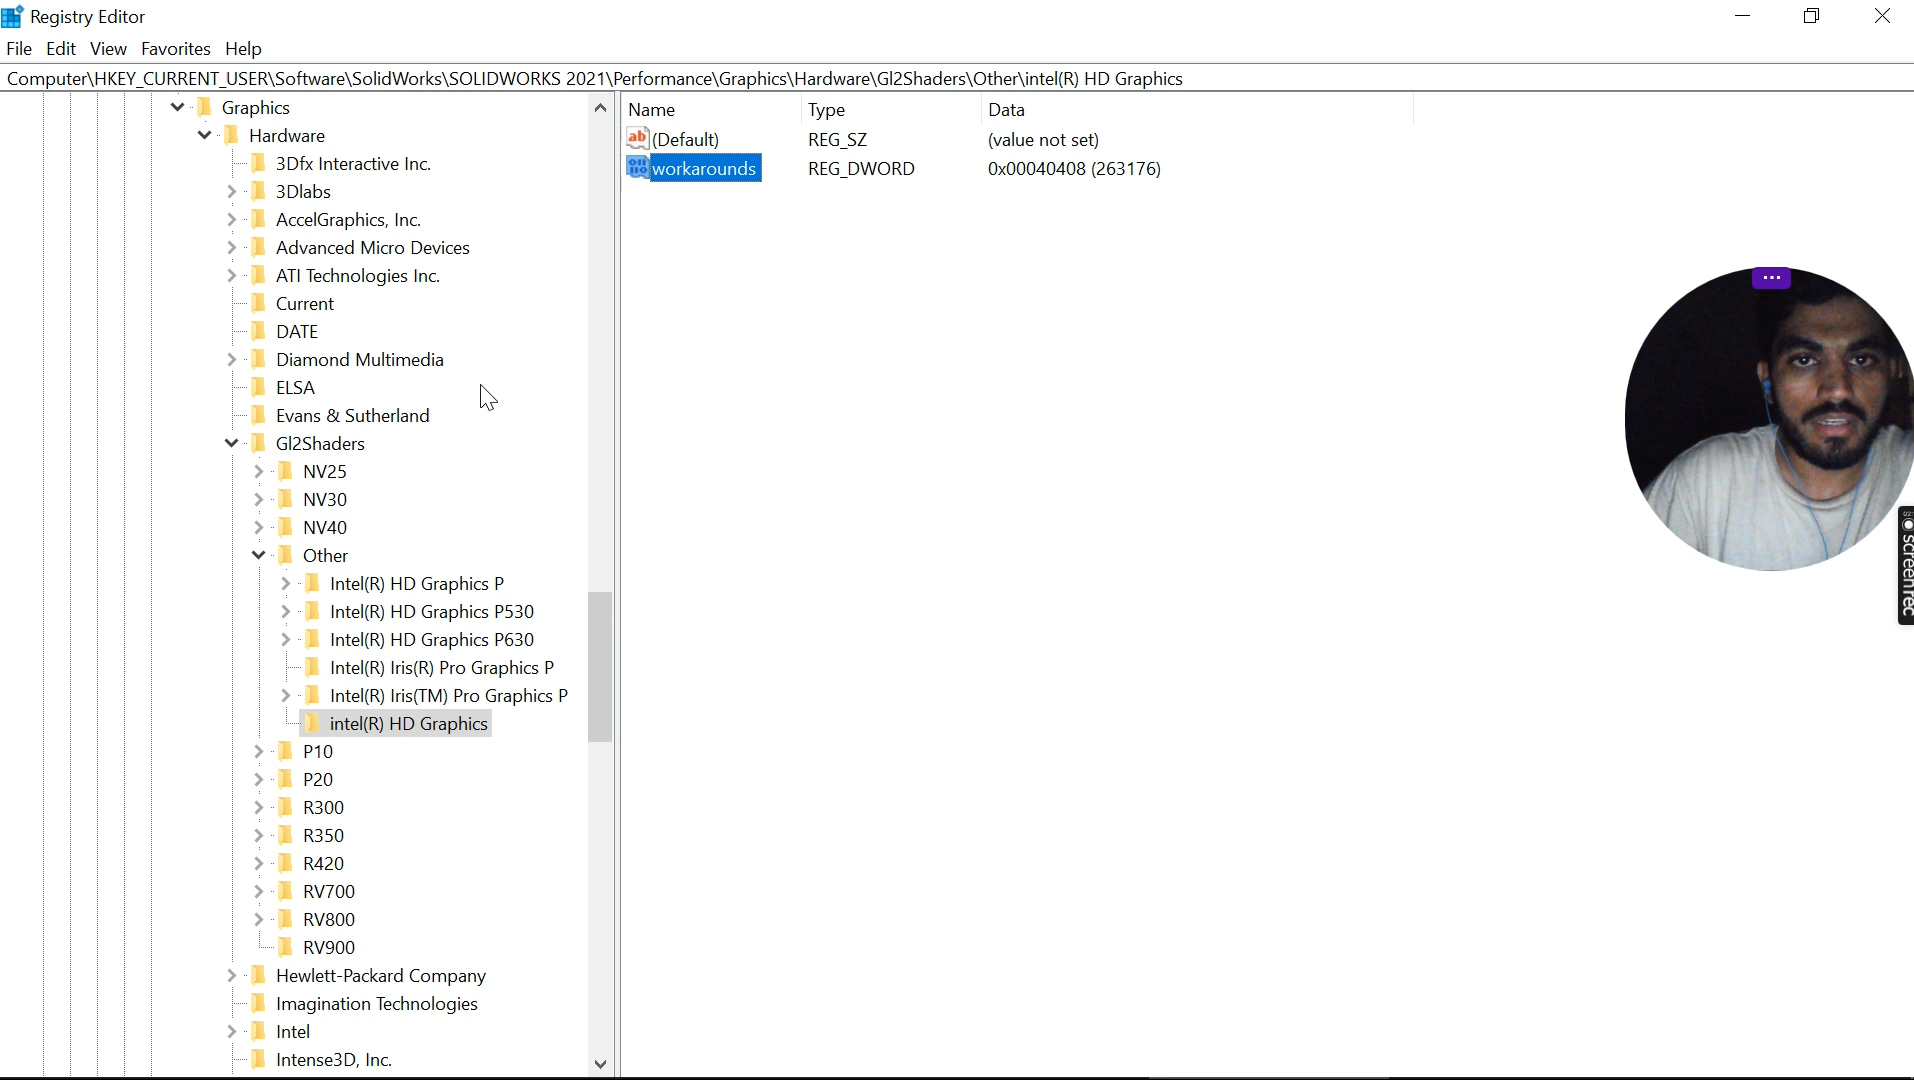 Registry Editor
File Edit View Favorites Help
Computer\HKEY_CURRENT_USER\Software\SolidWorks\SOLIDWORKS 2021\Performance\Graphics\Hardware\Gl2Shaders\Other\intel(R) HD Graphics
Graphics
Hardware
3Dfx Interactive Inc.
3Dlabs
AccelGraphics, Inc.
Advanced Micro Devices
ATI Technologies Inc.
Current
DATE
Diamond Multimedia
ELSA
Evans & Sutherland
Gl2Shaders
NV25
NV30
NV40
Other
Intel(R) HD Graphics P
Intel(R) HD Graphics P530
Intel(R) HD Graphics P630
Intel(R) Iris(R) Pro Graphics P
Intel(R) Iris(TM) Pro Graphics P
intel(R) HD Graphics
P10
P20
R300
R350
R420
RV700
RV800
RV900
Hewlett-Packard Company
Imagination Technologies
Intel
Intense3D, Inc.
Name Type Data
(Default) REG_SZ (value not set)
workarounds REG_DWORD 0x00040408 (263176)
screenrec